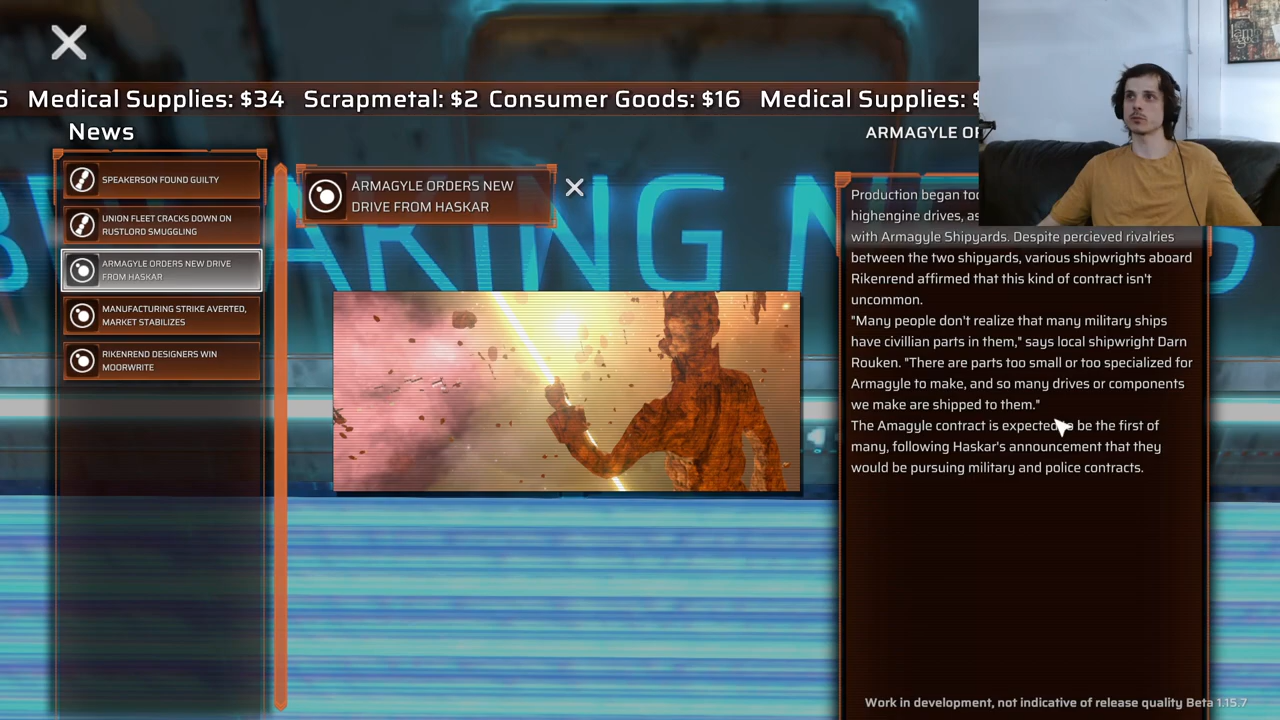 Medical Supplies: $34 Scrapmetal: $2 Consumer Goods: $16 Medical Supplies:
News
ARMAGYLE
SPEAKERSON FOUND GUILTY
UNION FLEET CRACKS DOWN ON
RUSTLORD SMUGGLING
ARMAGYLE ORDERS NEW DRIVE
FROM HASKAR
MANUFACTURING STRIKE AVERTED,
MARKET STABILIZES
RIKENREND DESIGNERS WIN
MOORWRITE
ARMAGYLE ORDERS NEW
DRIVE FROM HASKAR
Production began
highengine drives, as
with Armagyle Shipyards. Despite percieved rivalries
between the two shipyards, various shipwrights aboard
Rikenrend affirmed that this kind of contract isn't
uncommon.
"Many people don't realize that many military ships
have civillian parts in them," says local shipwright Darn
Rouken. "There are parts too small or too specialized for
Armagyle to make, and so many drives or components
we make are shipped to them."
The Amagyle contract is expected be the first of
many, following Haskar's announcement that they
would be pursuing military and police contracts.
Work in development, not indicative of release quality Beta 1.15.7